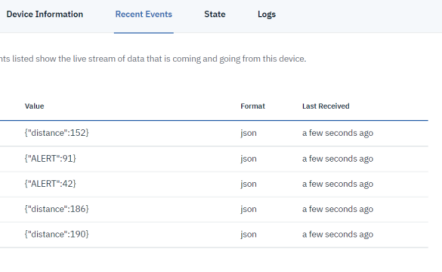 Device Information Recent Events State Logs
nts listed show the live stream of data that is coming and going from this device.
Value Format Last Received
{"distance":152} json a few seconds ago
{"ALERT":91} json a few seconds ago
{"ALERT":42} json a few seconds ago
{"distance":186} json a few seconds ago
{"distance":190} json a few seconds ago